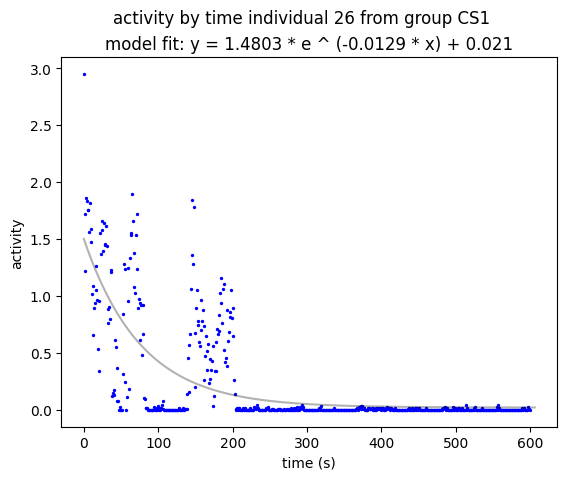 activity by time individual 26 from group CS1
model fit: y = 1.4803 * e ^ (-0.0129 * x) + 0.021
3.0
2.5
2.0
1.5
1.0
0.5
0.0
activity
0 100 200 300 400 500 600
time (s)